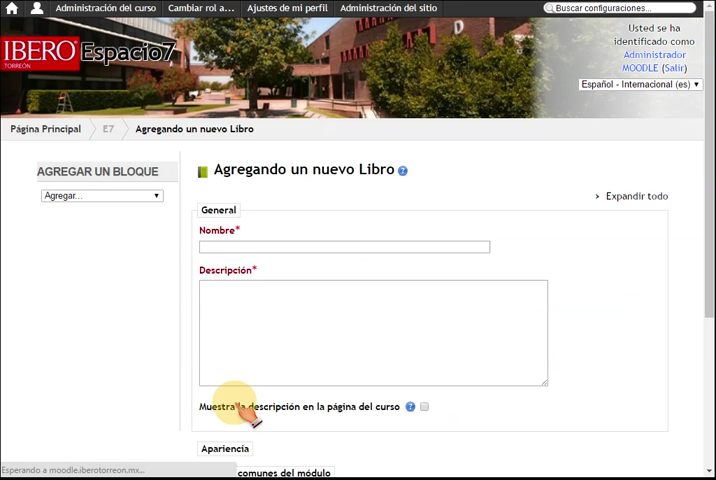 Administración del curso Cambiar rol a... Ajustes de mi perfil Administración del sitio Buscar configuraciones...
IBERO Espacio7
TORREÓN
Usted se ha
identificado como
Administrador
MOODLE (Salir)
Español - Internacional (es)
Página Principal E7 Agregando un nuevo Libro
AGREGAR UN BLOQUE
Agregar...
Agregando un nuevo Libro
Expandir todo
General
Nombre*
Descripción*
Muestra la descripción en la página del curso
Apariencia
Esperando a moodle.iberotorreon.mx...
comunes del módulo